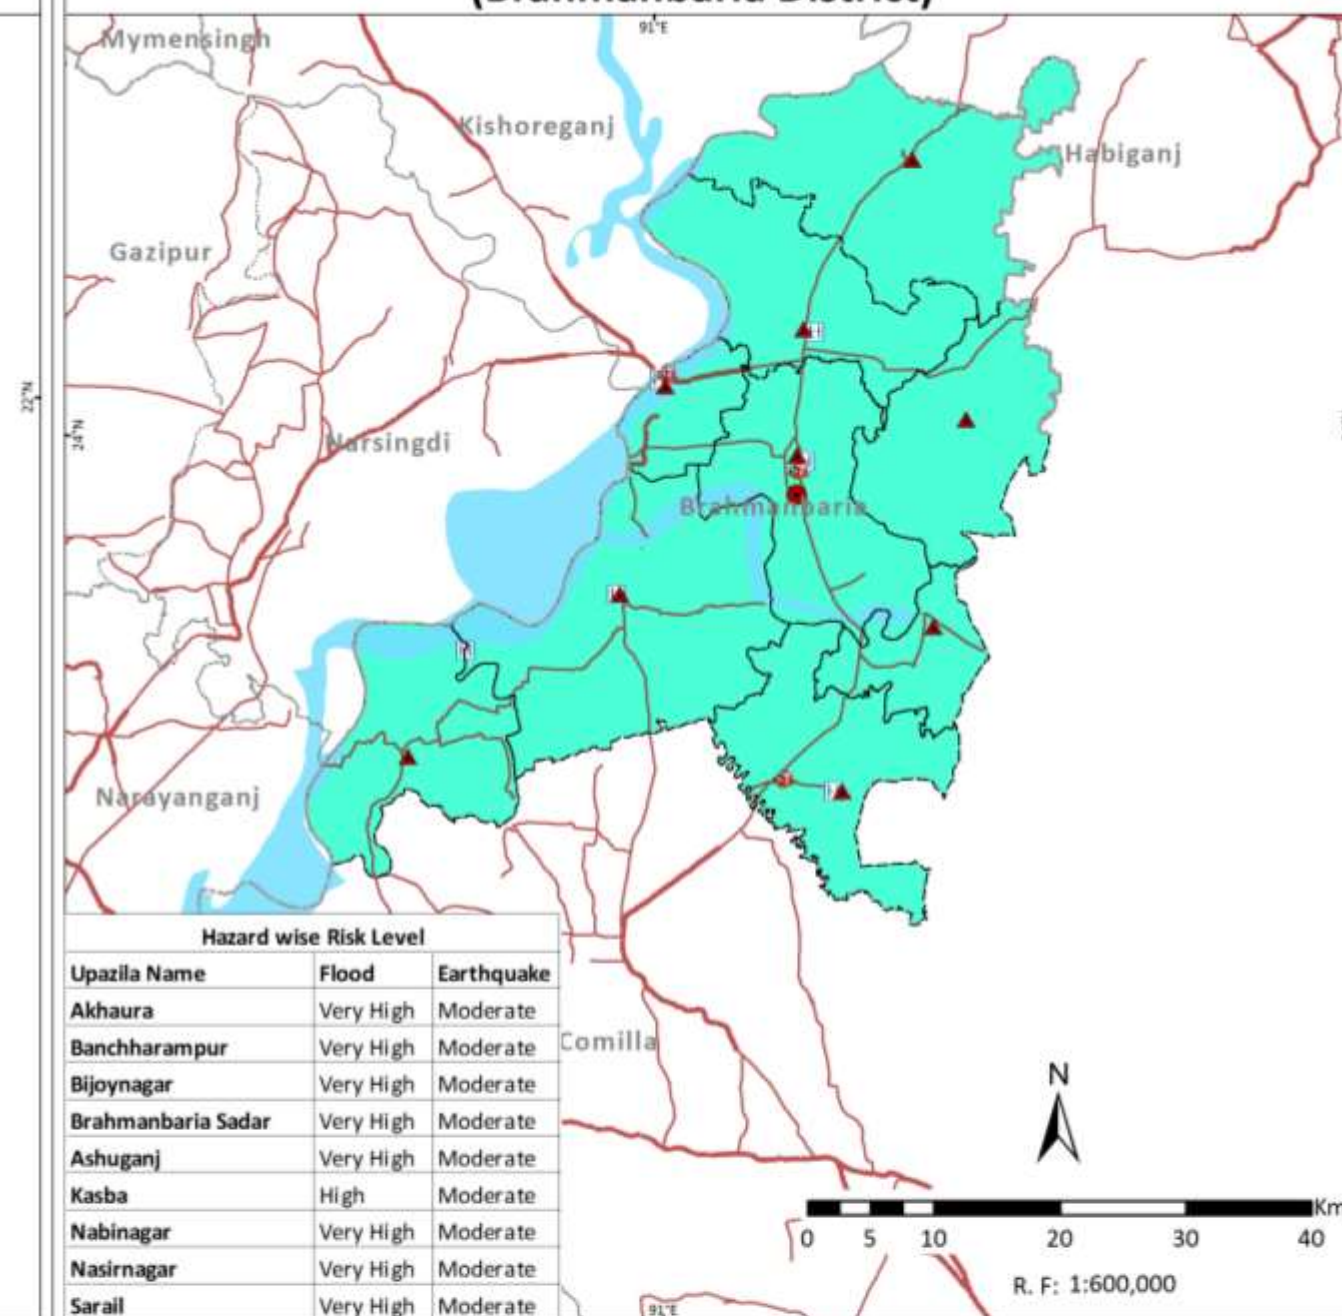 (Brahmanbaria District)
91°E
Mymensingh
Kishoreganj
Habiganj
Gazipur
22°N
24°N
Narsingdi
Brahmanbaria
Narayanganj
Hazard wise Risk Level
Upazila Name Flood Earthquake
Akhaura Very High Moderate
Banchharampur Very High Moderate
Bijoynagar Very High Moderate
Brahmanbaria Sadar Very High Moderate
Ashuganj Very High Moderate
Kasba High Moderate
Nabinagar Very High Moderate
Nasirnagar Very High Moderate
Sarail Very High Moderate
Comilla
N
Km
0 5 10 20 30 40
R. F: 1:600,000
91°E